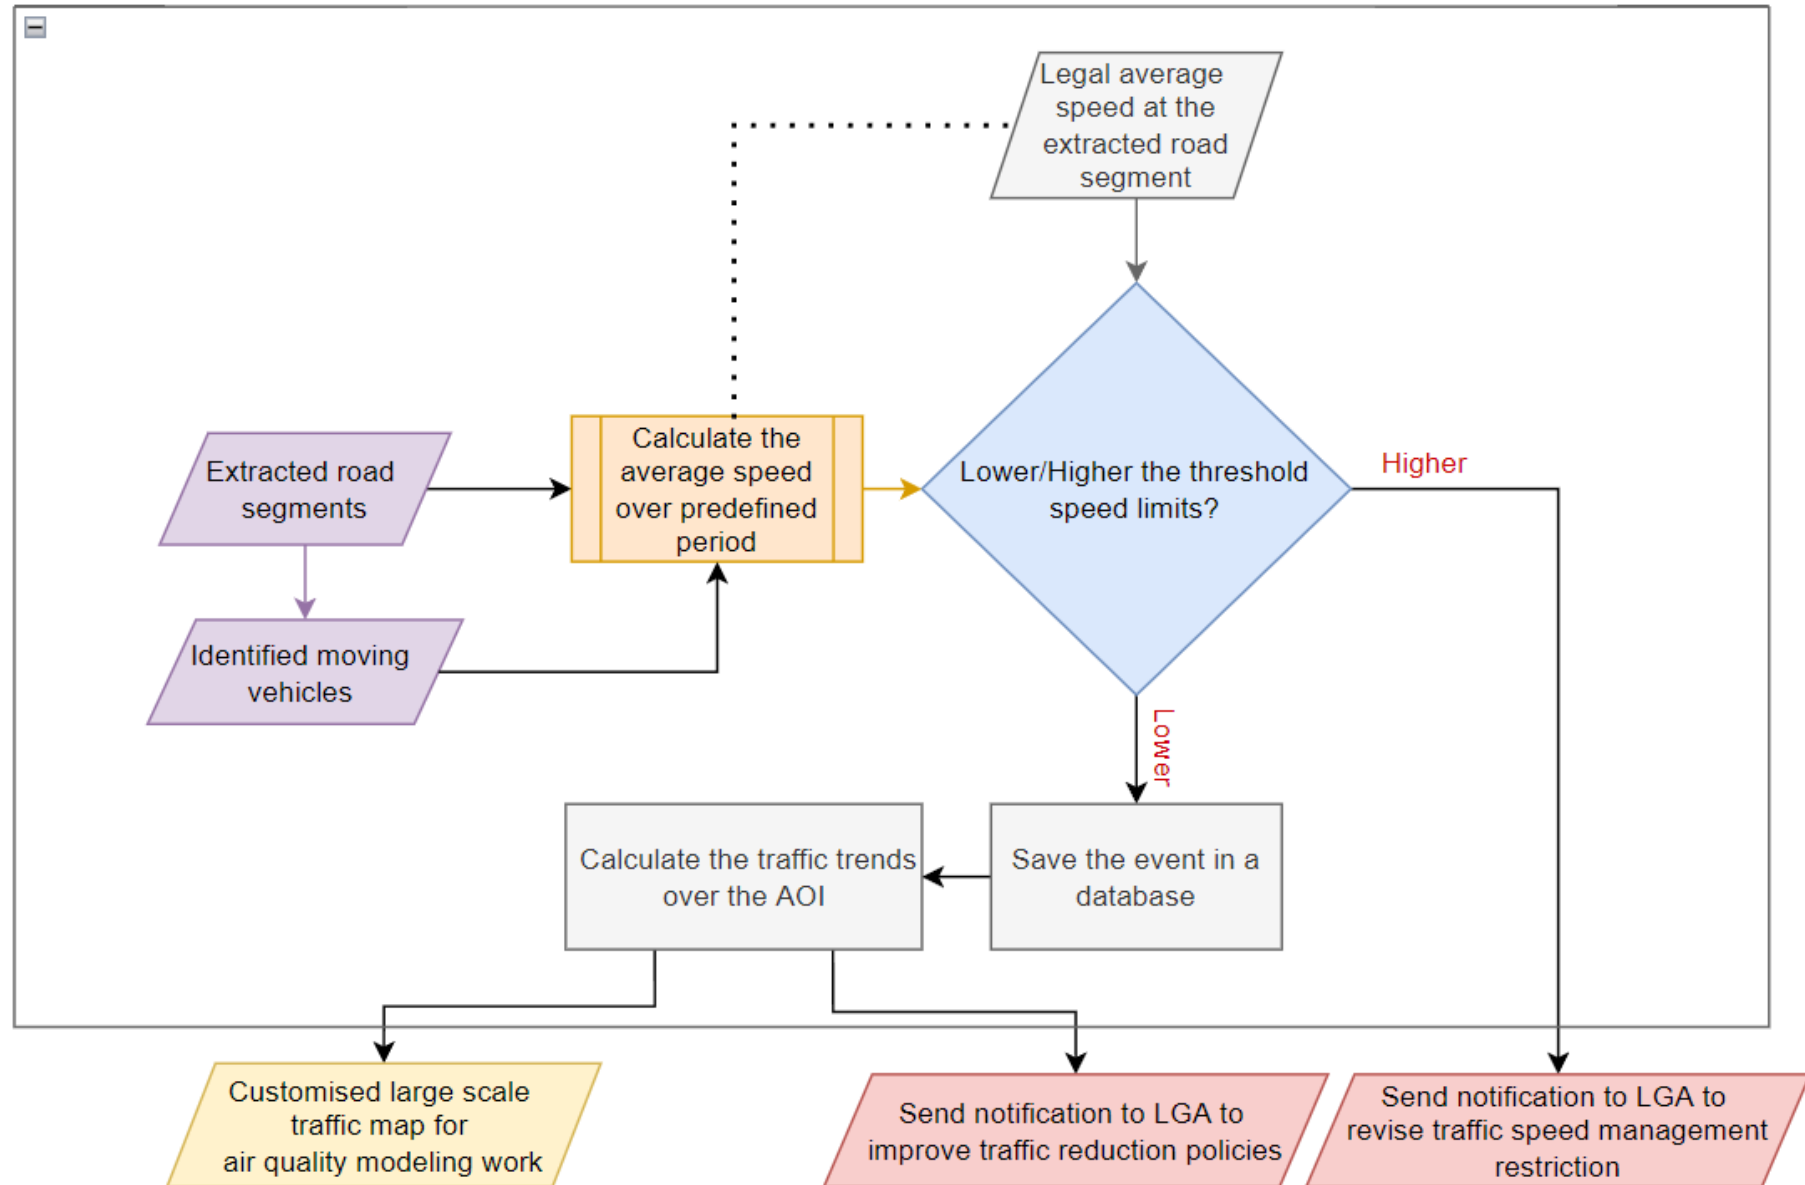 Legal average
speed at the
extracted road
segment
Extracted road
segments
Calculate the
average speed
over predefined
period
Lower/Higher the threshold
speed limits?
Higher
Identified moving
vehicles
Lower
Calculate the traffic trends
over the AOI
Save the event in a
database
Customised large scale
traffic map for
air quality modeling work
Send notification to LGA to
improve traffic reduction policies
Send notification to LGA to
revise traffic speed management
restriction